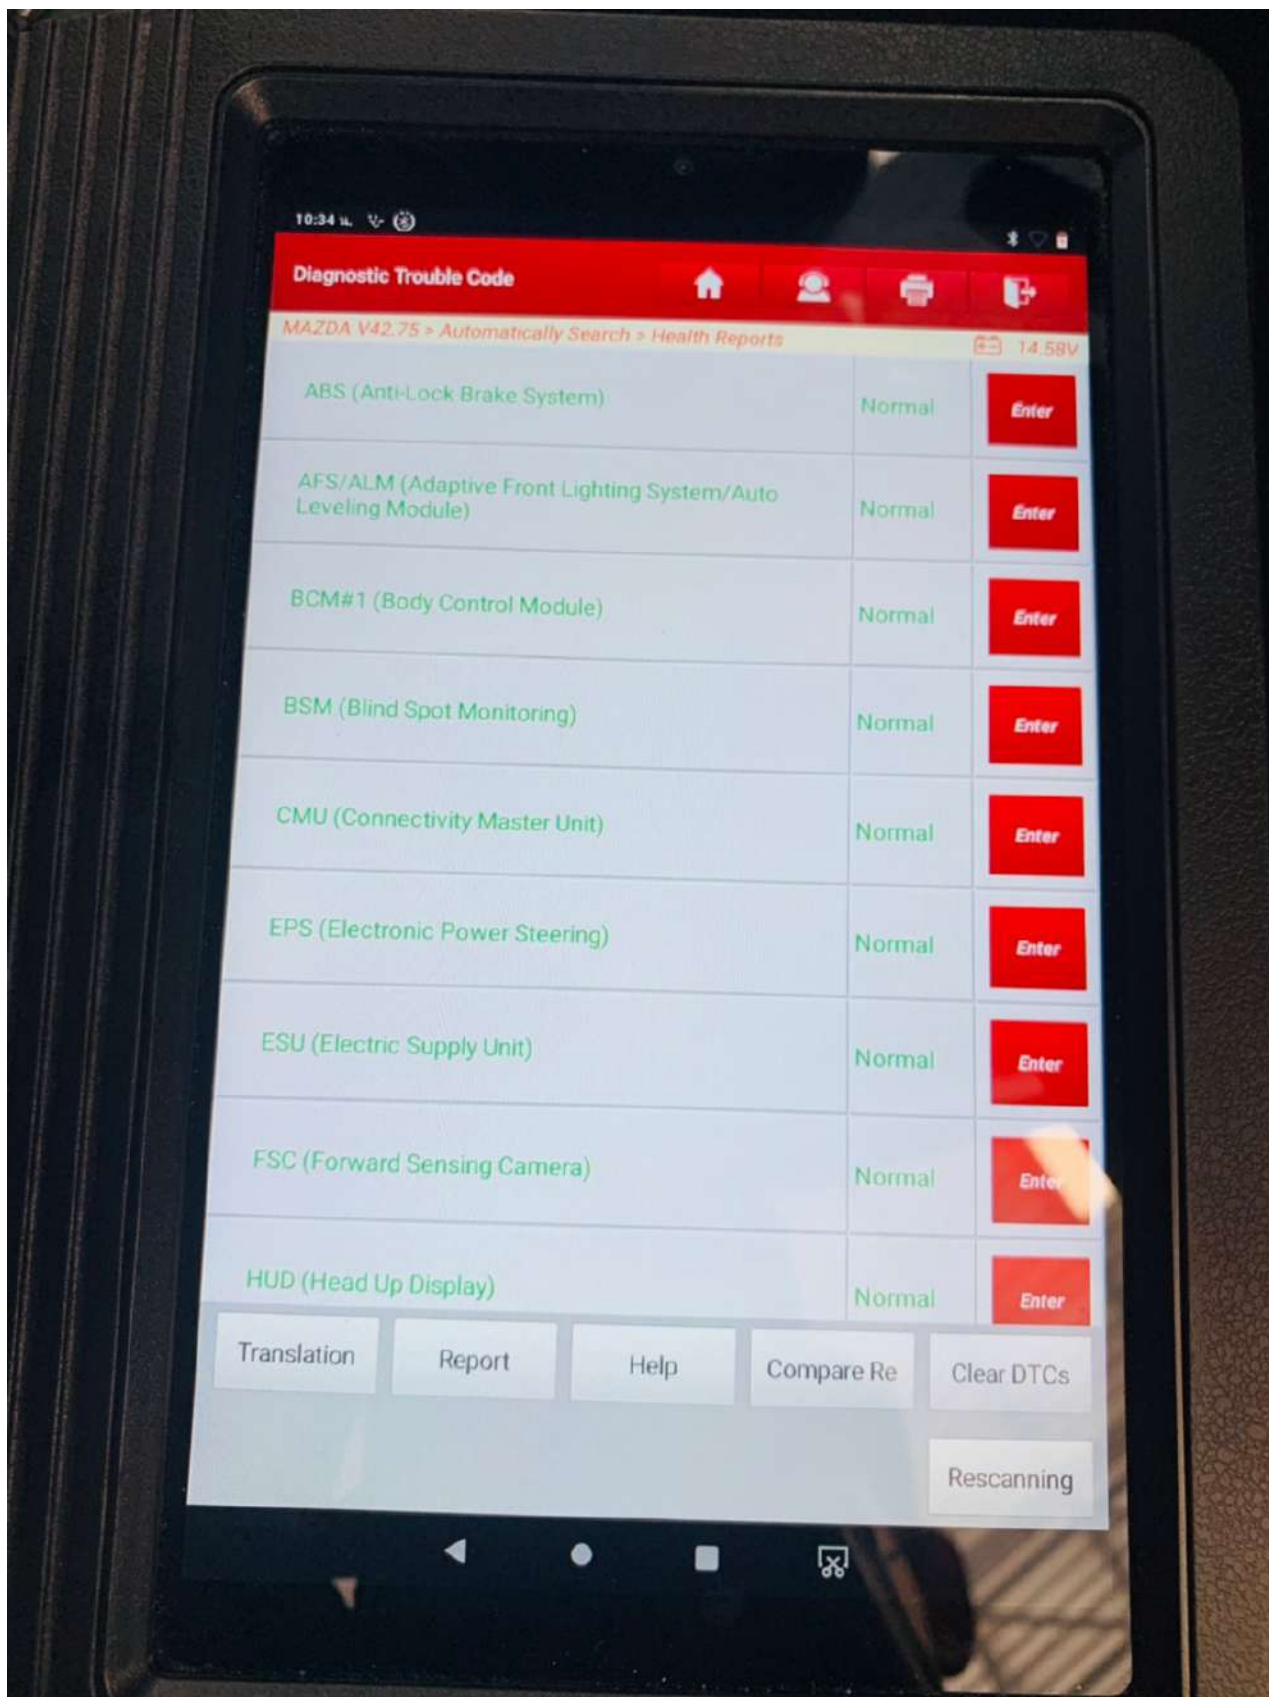 10:34 น.
Diagnostic Trouble Code
MAZDA V42.75 > Automatically Search > Health Reports
14.58V
ABS (Anti-Lock Brake System)
Normal
Enter
AFS/ALM (Adaptive Front Lighting System/Auto
Leveling Module)
Normal
Enter
BCM#1 (Body Control Module)
Normal
Enter
BSM (Blind Spot Monitoring)
Normal
Enter
CMU (Connectivity Master Unit)
Normal
Enter
EPS (Electronic Power Steering)
Normal
Enter
ESU (Electric Supply Unit)
Normal
Enter
FSC (Forward Sensing Camera)
Normal
Enter
HUD (Head Up Display)
Normal
Enter
Translation
Report
Help
Compare Re
Clear DTCs
Rescanning